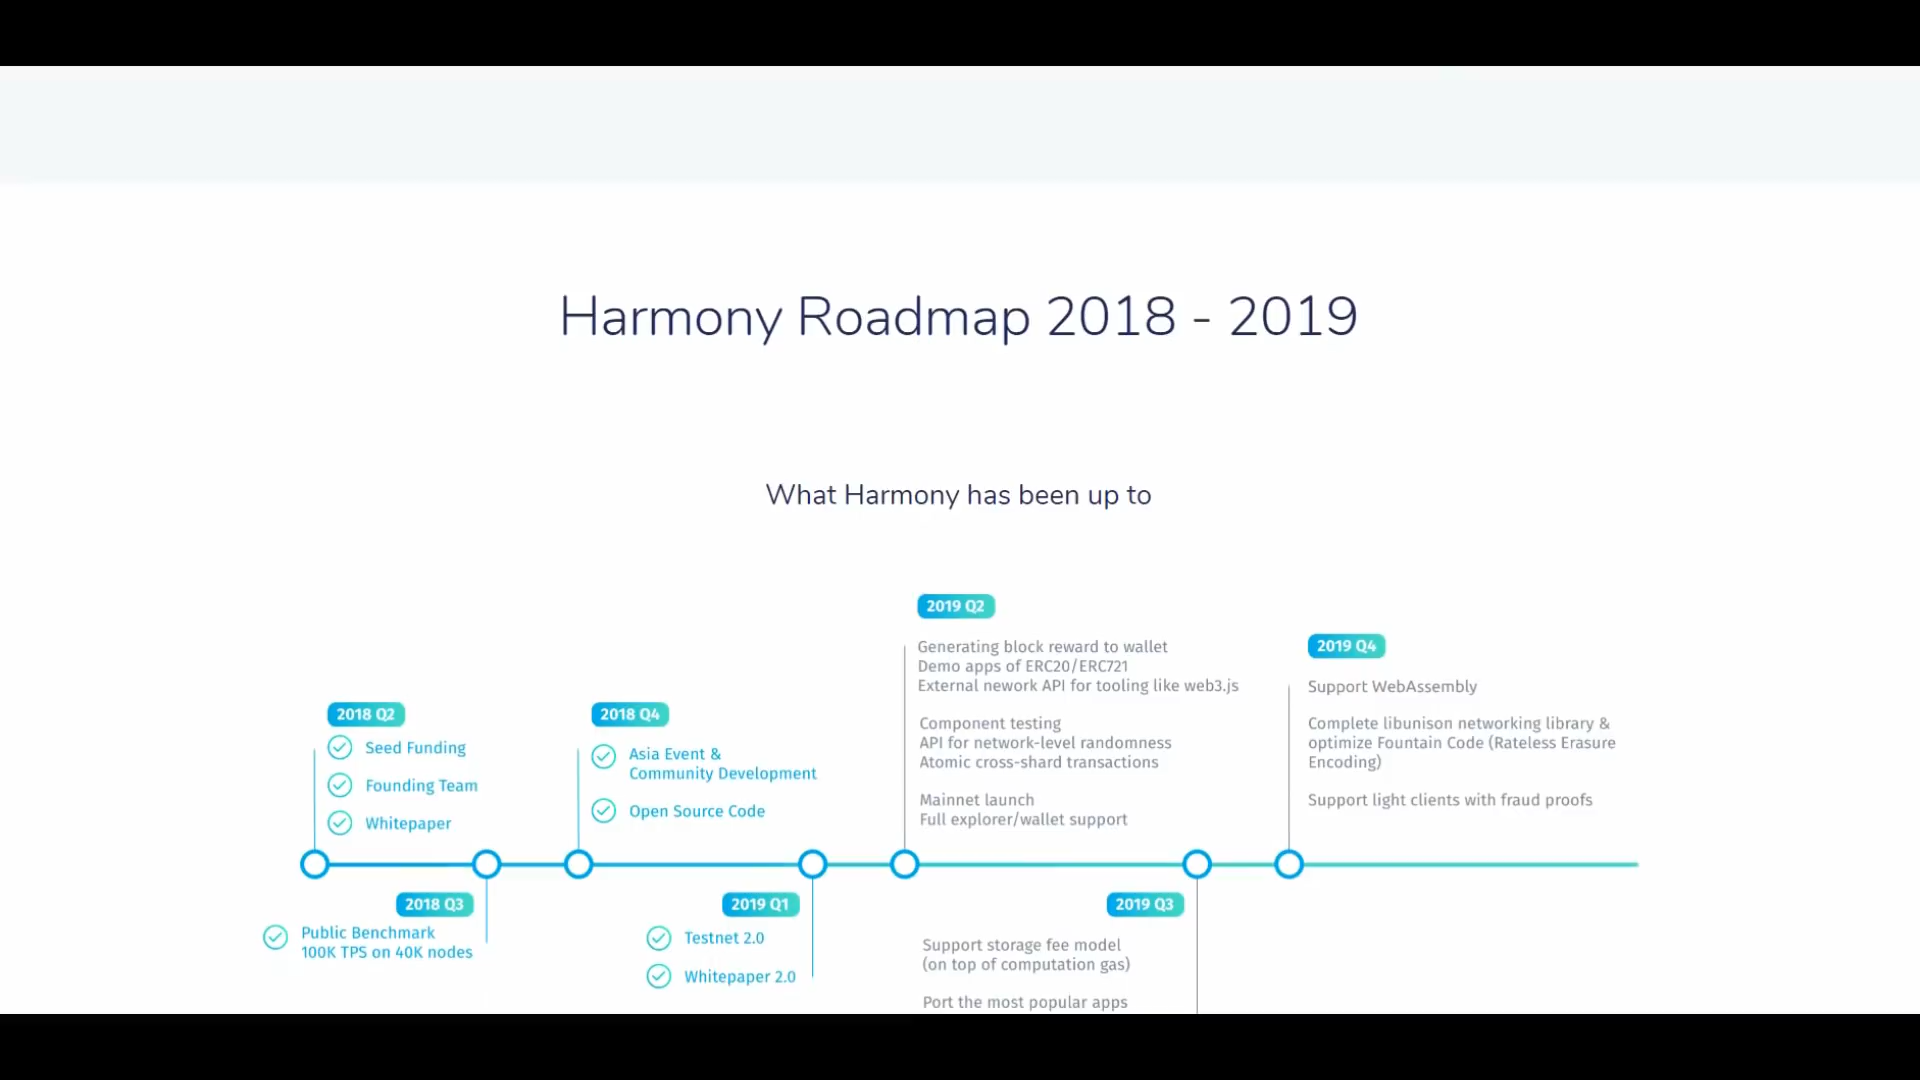 Harmony Roadmap 2018 - 2019
What Harmony has been up to
2018 Q2
Seed Funding
Founding Team
Whitepaper
2018 Q3
Public Benchmark
100K TPS on 40K nodes
2018 Q4
Asia Event &
Community Development
Open Source Code
2019 Q1
Testnet 2.0
Whitepaper 2.0
2019 Q2
Generating block reward to wallet
Demo apps of ERC20/ERC721
External nework API for tooling like web3.js
Component testing
API for network-level randomness
Atomic cross-shard transactions
Mainnet launch
Full explorer/wallet support
2019 Q3
Support storage fee model
(on top of computation gas)
Port the most popular apps
2019 Q4
Support WebAssembly
Complete libunison networking library &
optimize Fountain Code (Rateless Erasure
Encoding)
Support light clients with fraud proofs